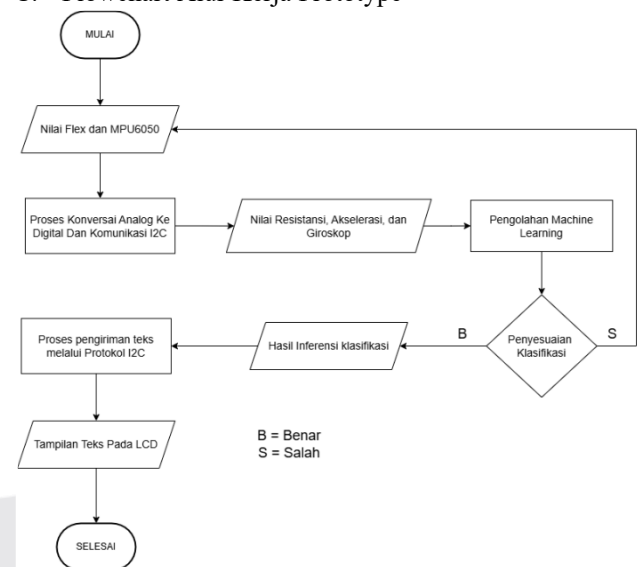 MULAI
Nilai Flex dan MPU6050
Proses Konversai Analog Ke
Digital Dan Komunikasi I2C
Nilai Resistansi, Akselerasi, dan
Giroskop
Pengolahan Machine
Learning
Penyesuaian
Klasifikasi
B
S
Hasil Inferensi klasifikasi
Proses pengiriman teks
melalui Protokol I2C
Tampilan Teks Pada LCD
B = Benar
S = Salah
SELESAI